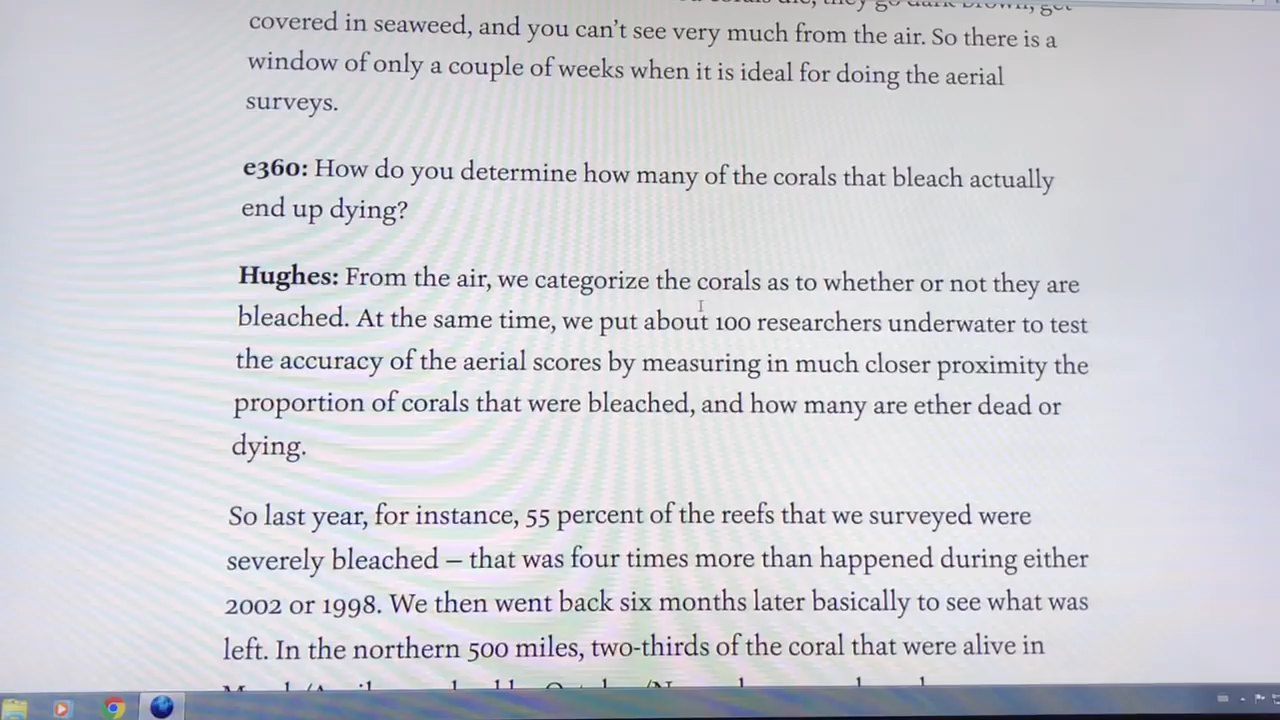 covered in seaweed, and you can't see very much from the air. So there is a
window of only a couple of weeks when it is ideal for doing the aerial
surveys.
e360: How do you determine how many of the corals that bleach actually
end up dying?
Hughes: From the air, we categorize the corals as to whether or not they are
bleached. At the same time, we put about 100 researchers underwater to test
the accuracy of the aerial scores by measuring in much closer proximity the
proportion of corals that were bleached, and how many are ether dead or
dying.
So last year, for instance, 55 percent of the reefs that we surveyed were
severely bleached – that was four times more than happened during either
2002 or 1998. We then went back six months later basically to see what was
left. In the northern 500 miles, two-thirds of the coral that were alive in